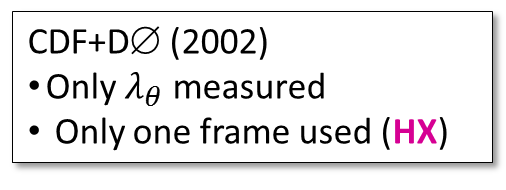 CDF+D∅ (2002)
• Only λθ measured
• Only one frame used (HX)